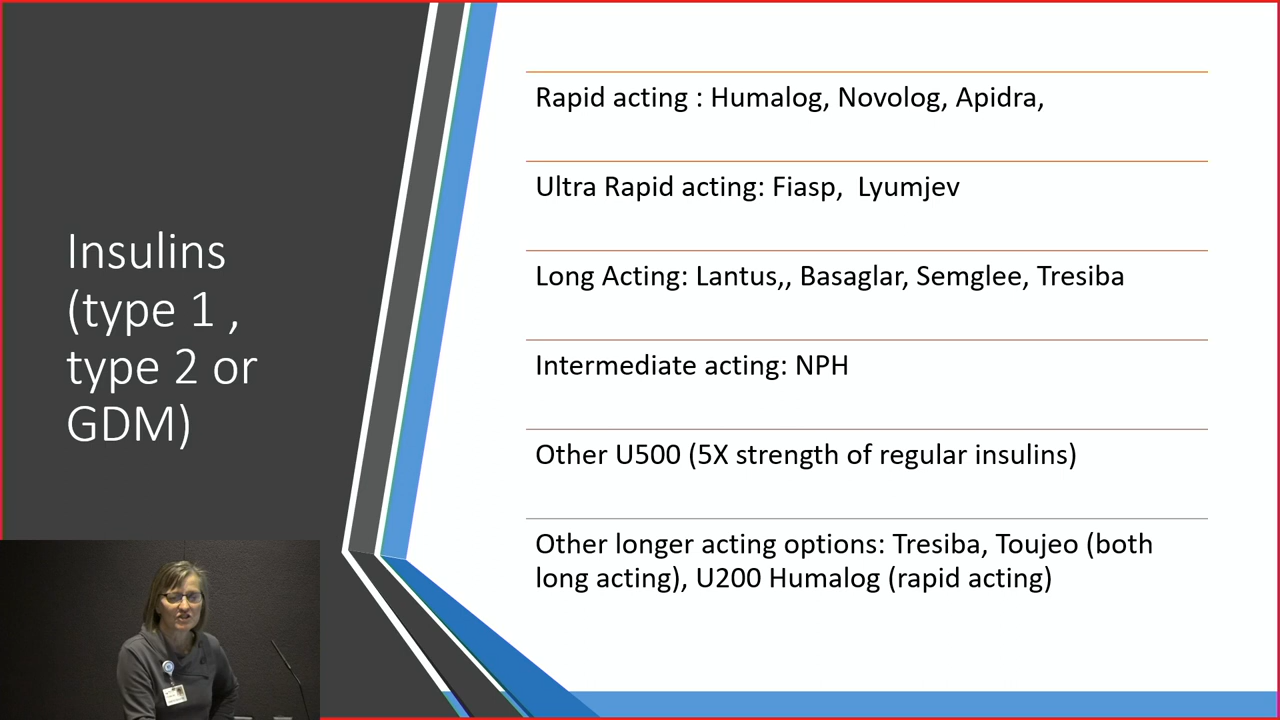 Insulins
(type 1 ,
type 2 or
GDM)
Rapid acting : Humalog, Novolog, Apidra,
Ultra Rapid acting: Fiasp,  Lyumjev
Long Acting: Lantus,, Basaglar, Semglee, Tresiba
Intermediate acting: NPH
Other U500 (5X strength of regular insulins)
Other longer acting options: Tresiba, Toujeo (both
long acting), U200 Humalog (rapid acting)